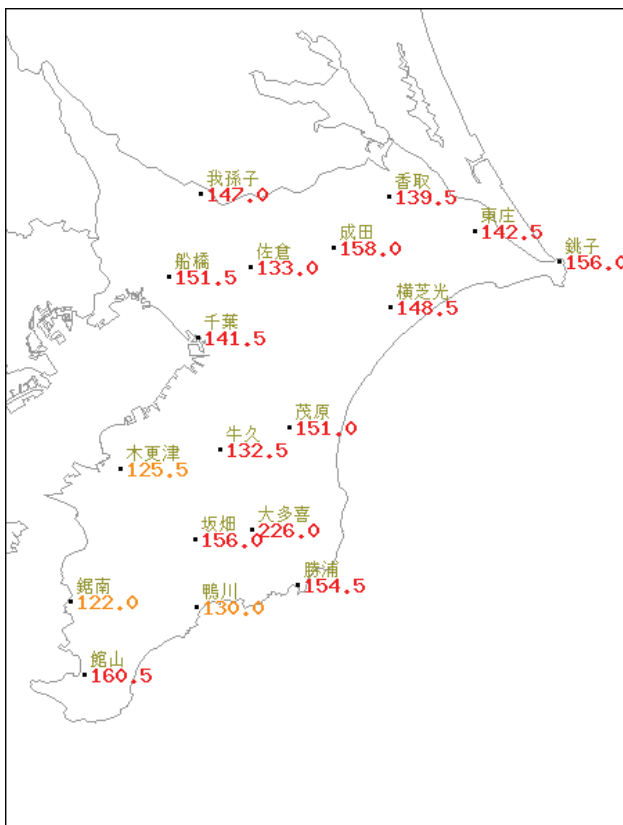 我孫子
147.0
香取
139.5
東庄
142.5
成田
158.0
佐倉
133.0
船橋
151.5
銚子
156.0
横芝光
148.5
千葉
141.5
茂原
151.0
牛久
132.5
木更津
125.5
大多喜
226.0
坂畑
156.0
勝浦
154.5
鋸南
122.0
鴨川
130.0
館山
160.5